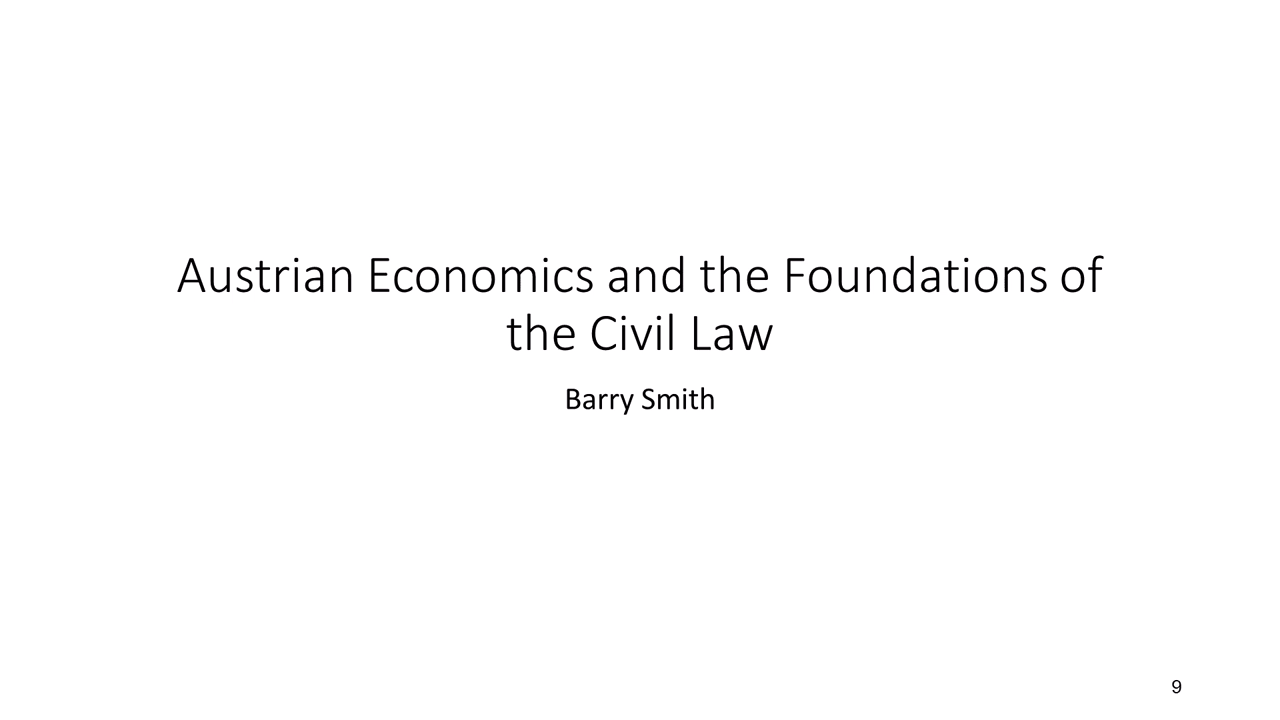 Austrian Economics and the Foundations of
the Civil Law
Barry Smith
9